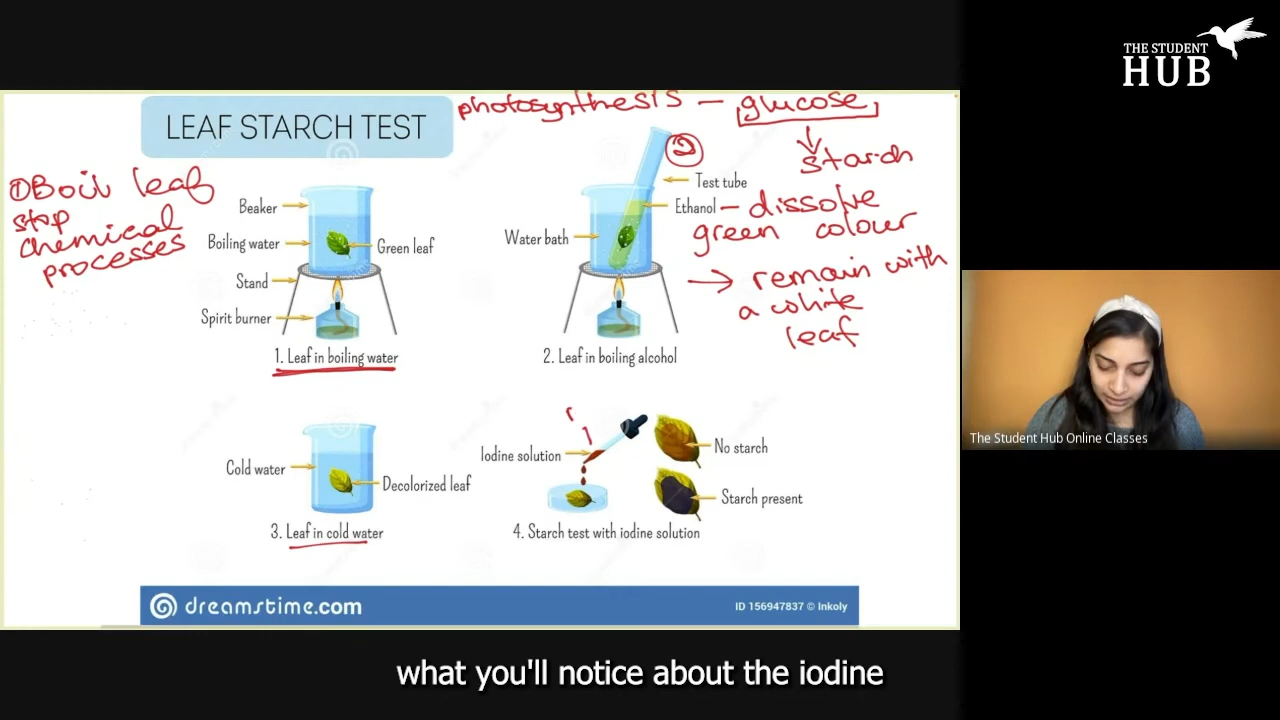 THE STUDENT
HUB
photosynthesis – glucose
↓
starch
LEAF STARCH TEST
① Boil leaf
stop
chemical
processes
Beaker
Boiling water
Green leaf
Stand
Spirit burner
1. Leaf in boiling water
②
Test tube
Ethanol – dissolve
green colour
Water bath
→ remain with
a white
leaf
2. Leaf in boiling alcohol
Cold water
Decolorized leaf
3. Leaf in cold water
Iodine solution
No starch
Starch present
4. Starch test with iodine solution
The Student Hub Online Classes
dreamstime.com
ID 156947837 © Inkoly
what you'll notice about the iodine